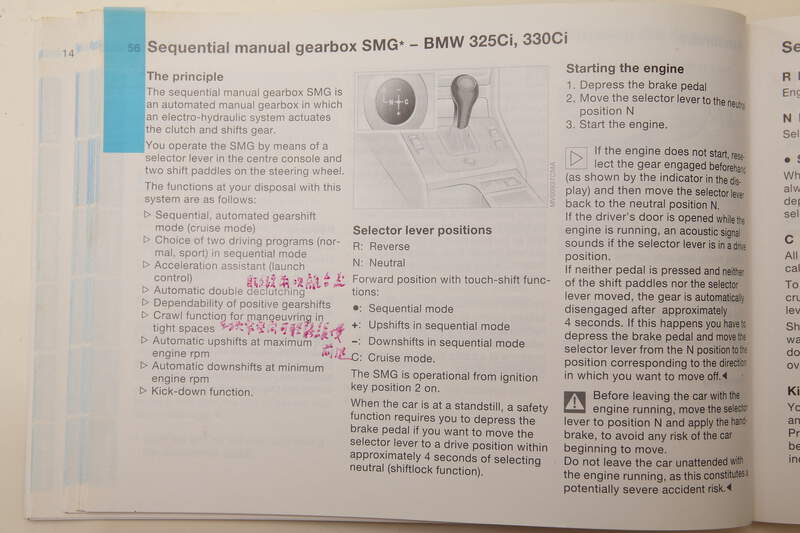 14
56 Sequential manual gearbox SMG* – BMW 325Ci, 330Ci
The principle
The sequential manual gearbox SMG is
an automated manual gearbox in which
an electro-hydraulic system actuates
the clutch and shifts gear.
You operate the SMG by means of a
selector lever in the centre console and
two shift paddles on the steering wheel.
The functions at your disposal with this
system are as follows:
▷ Sequential, automated gearshift
mode (cruise mode)
▷ Choice of two driving programs (nor-
mal, sport) in sequential mode
▷ Acceleration assistant (launch
control)
▷ Automatic double declutching
▷ Dependability of positive gearshifts
▷ Crawl function for manoeuvring in
tight spaces
▷ Automatic upshifts at maximum
engine rpm
▷ Automatic downshifts at minimum
engine rpm
▷ Kick-down function.
Selector lever positions
R: Reverse
N: Neutral
Forward position with touch-shift func-
tions:
●: Sequential mode
+: Upshifts in sequential mode
–: Downshifts in sequential mode
C: Cruise mode.
The SMG is operational from ignition
key position 2 on.
When the car is at a standstill, a safety
function requires you to depress the
brake pedal if you want to move the
selector lever to a drive position within
approximately 4 seconds of selecting
neutral (shiftlock function).
Starting the engine
1. Depress the brake pedal
2. Move the selector lever to the neutral
position N
3. Start the engine.
▷ If the engine does not start, rese-
lect the gear engaged beforehand
(as shown by the indicator in the dis-
play) and then move the selector lever
back to the neutral position N.
If the driver's door is opened while the
engine is running, an acoustic signal
sounds if the selector lever is in a drive
position.
If neither pedal is pressed and neither
of the shift paddles nor the selector
lever moved, the gear is automatically
disengaged after approximately
4 seconds. If this happens you have to
depress the brake pedal and move the
selector lever from the N position to the
position corresponding to the direction
in which you want to move off.◀
Before leaving the car with the
engine running, move the selector
lever to position N and apply the hand-
brake, to avoid any risk of the car
beginning to move.
Do not leave the car unattended with
the engine running, as this constitutes a
potentially severe accident risk.◀